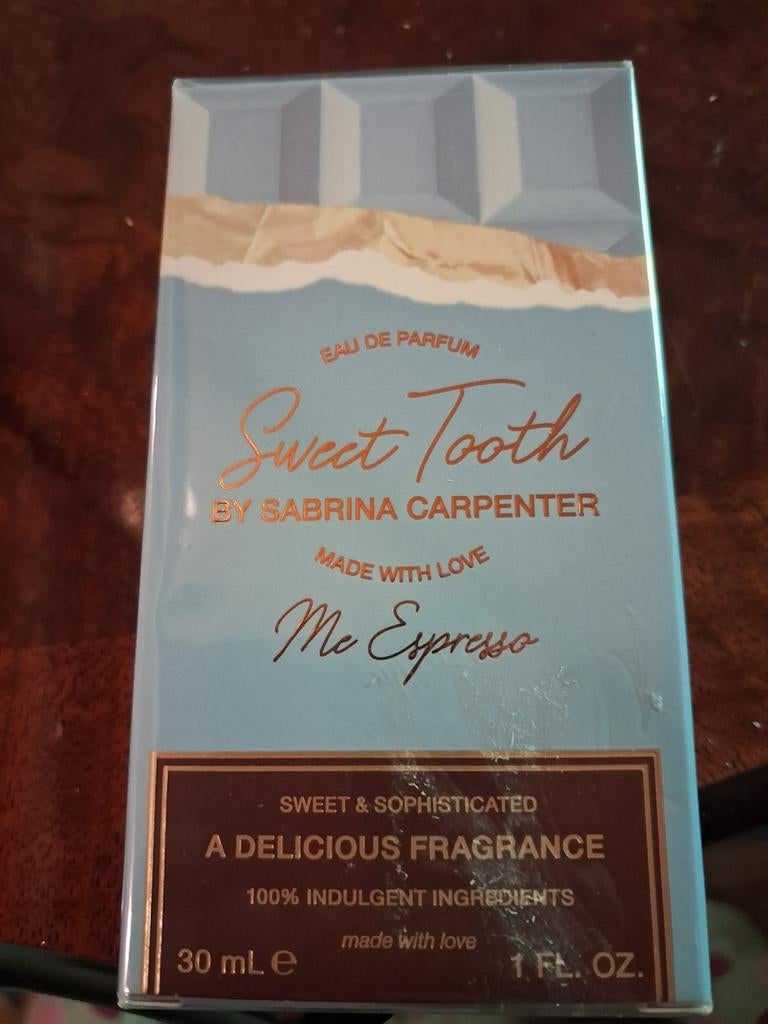 EAU DE PARFUM
Sweet Tooth
BY SABRINA CARPENTER
MADE WITH LOVE
Me Espresso
SWEET & SOPHISTICATED
A DELICIOUS FRAGRANCE
100% INDULGENT INGREDIENTS
made with love
30 mL ℮ 1 FL. OZ.